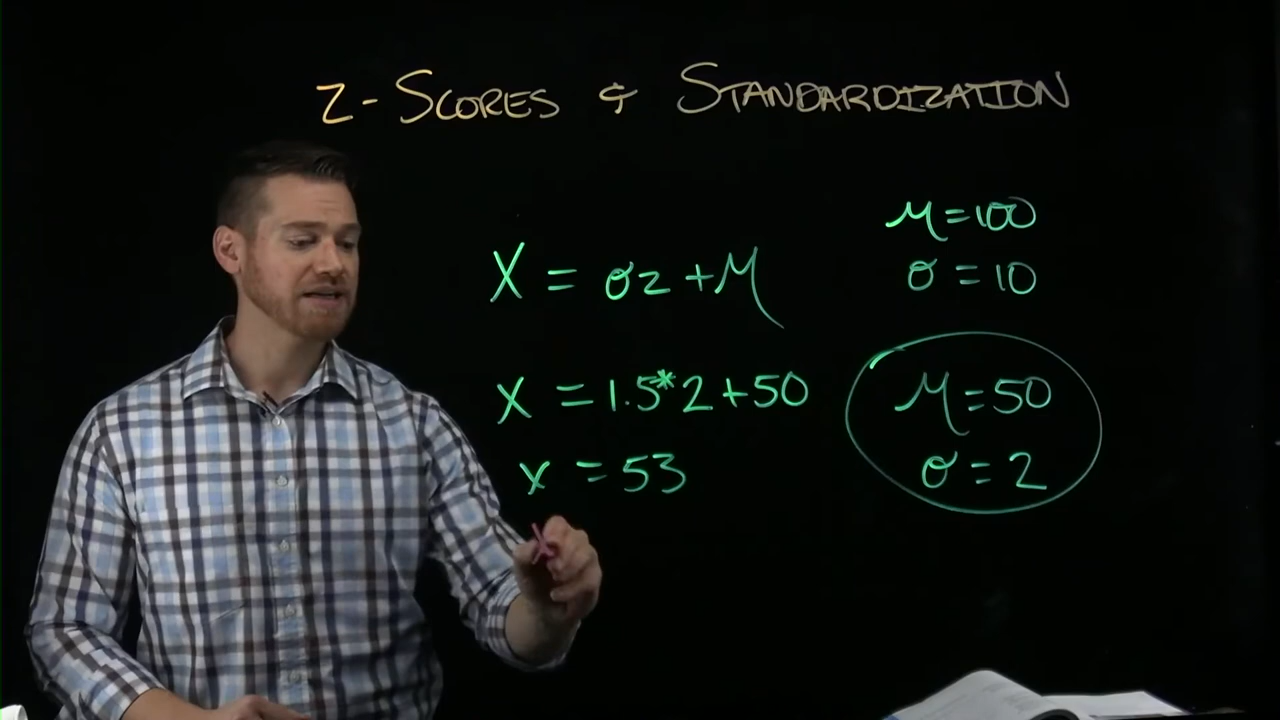 z-SCORES & STANDARDIZATION
μ=100
X = σz+μ
σ=10
X =1.5*2+50
μ=50
x =53
σ=2
x